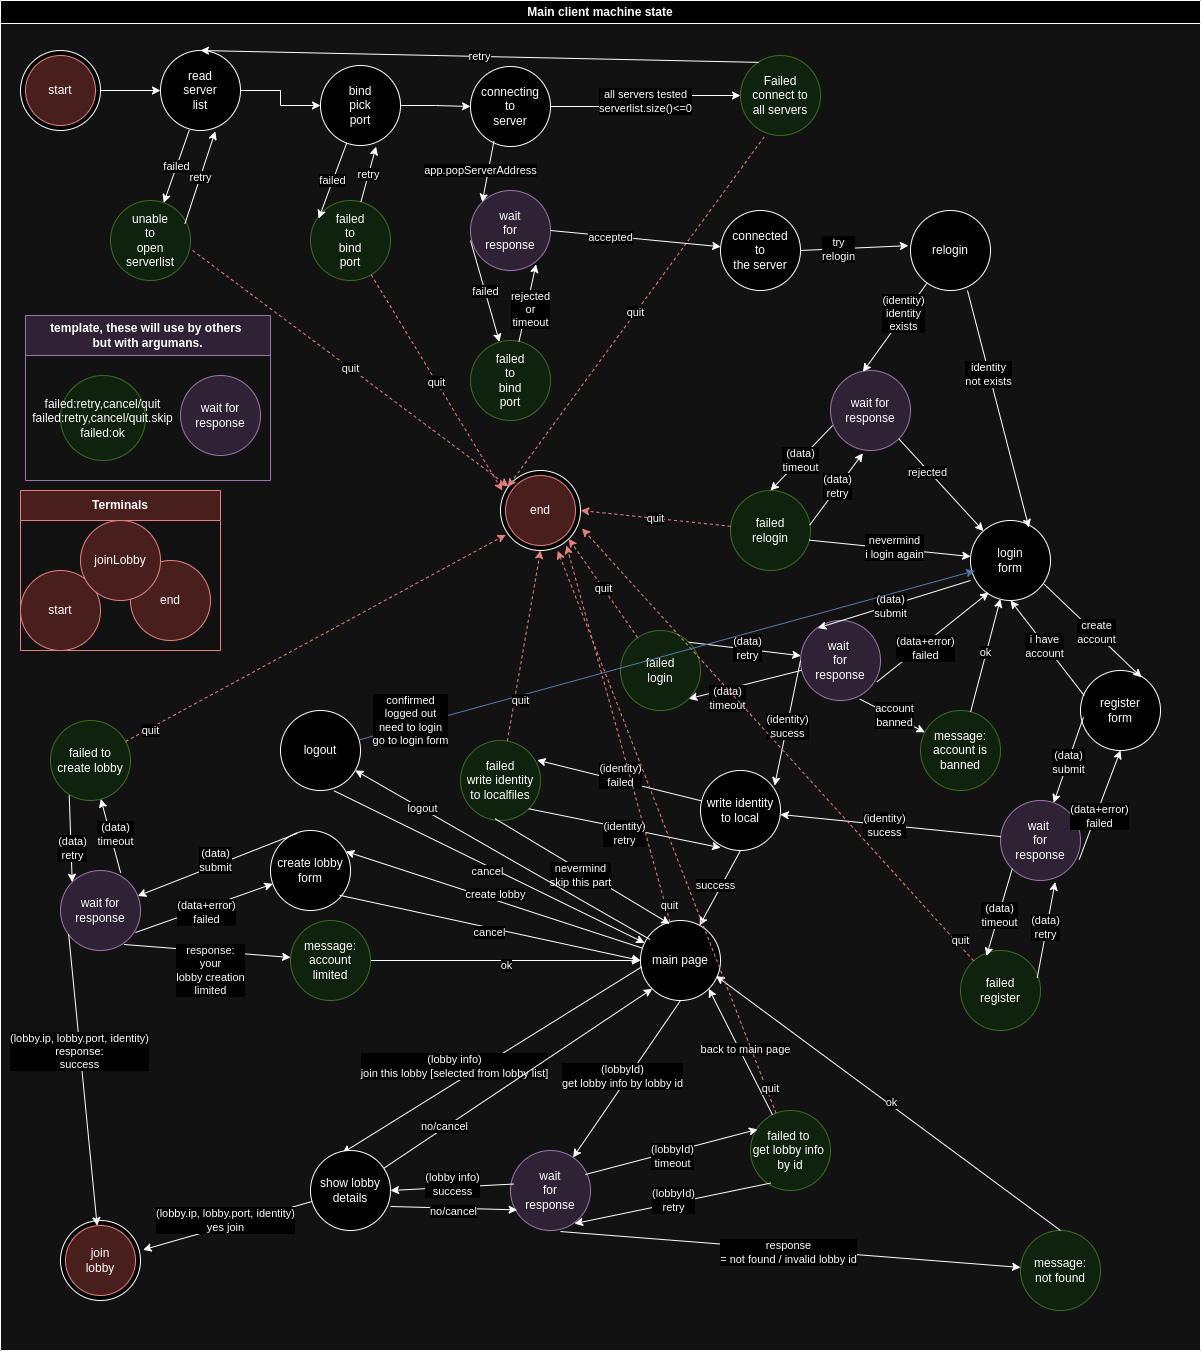 Main client machine state
start
read
server
list
bind
pick
port
connecting
to
server
retry
all servers tested
serverlist.size()<=0
Failed
connect to
all servers
failed
retry
failed
retry
app.popServerAddress
unable
to
open
serverlist
failed
to
bind
port
wait
for
response
accepted
connected
to
the server
try
relogin
relogin
failed
rejected
or
timeout
quit
(identity)
identity
exists
identity
not exists
template, these will use by others
but with argumans.
failed:retry,cancel/quit
failed:retry,cancel/quit.skip
failed:ok
wait for
response
quit
quit
failed
to
bind
port
wait for
response
(data)
timeout
(data)
retry
rejected
Terminals
joinLobby
start
end
end
quit
failed
relogin
nevermind
i login again
login
form
quit
(data)
submit
create
account
failed
login
(data)
retry
wait
for
response
(data+error)
failed
ok
i have
account
(data)
timeout
account
banned
register
form
confirmed
logged out
need to login
go to login form
quit
(identity)
sucess
message:
account is
banned
(data)
submit
quit
failed to
create lobby
logout
failed
write identity
to localfiles
(identity)
failed
write identity
to local
(identity)
retry
(identity)
sucess
(data+error)
failed
wait
for
response
logout
(data)
retry
(data)
timeout
(data)
submit
create lobby
form
cancel
nevermind
skip this part
create lobby
success
wait for
response
(data+error)
failed
quit
(data)
timeout
(data)
retry
cancel
quit
response:
your
lobby creation
limited
message:
account
limited
ok
main page
failed
register
(lobby.ip, lobby.port, identity)
response:
success
(lobby info)
join this lobby [selected from lobby list]
(lobbyId)
get lobby info by lobby id
back to main page
quit
ok
no/cancel
failed to
get lobby info
by id
(lobbyId)
timeout
show lobby
details
(lobby info)
success
wait
for
response
(lobbyId)
retry
no/cancel
(lobby.ip, lobby.port, identity)
yes join
join
lobby
response
= not found / invalid lobby id
message:
not found